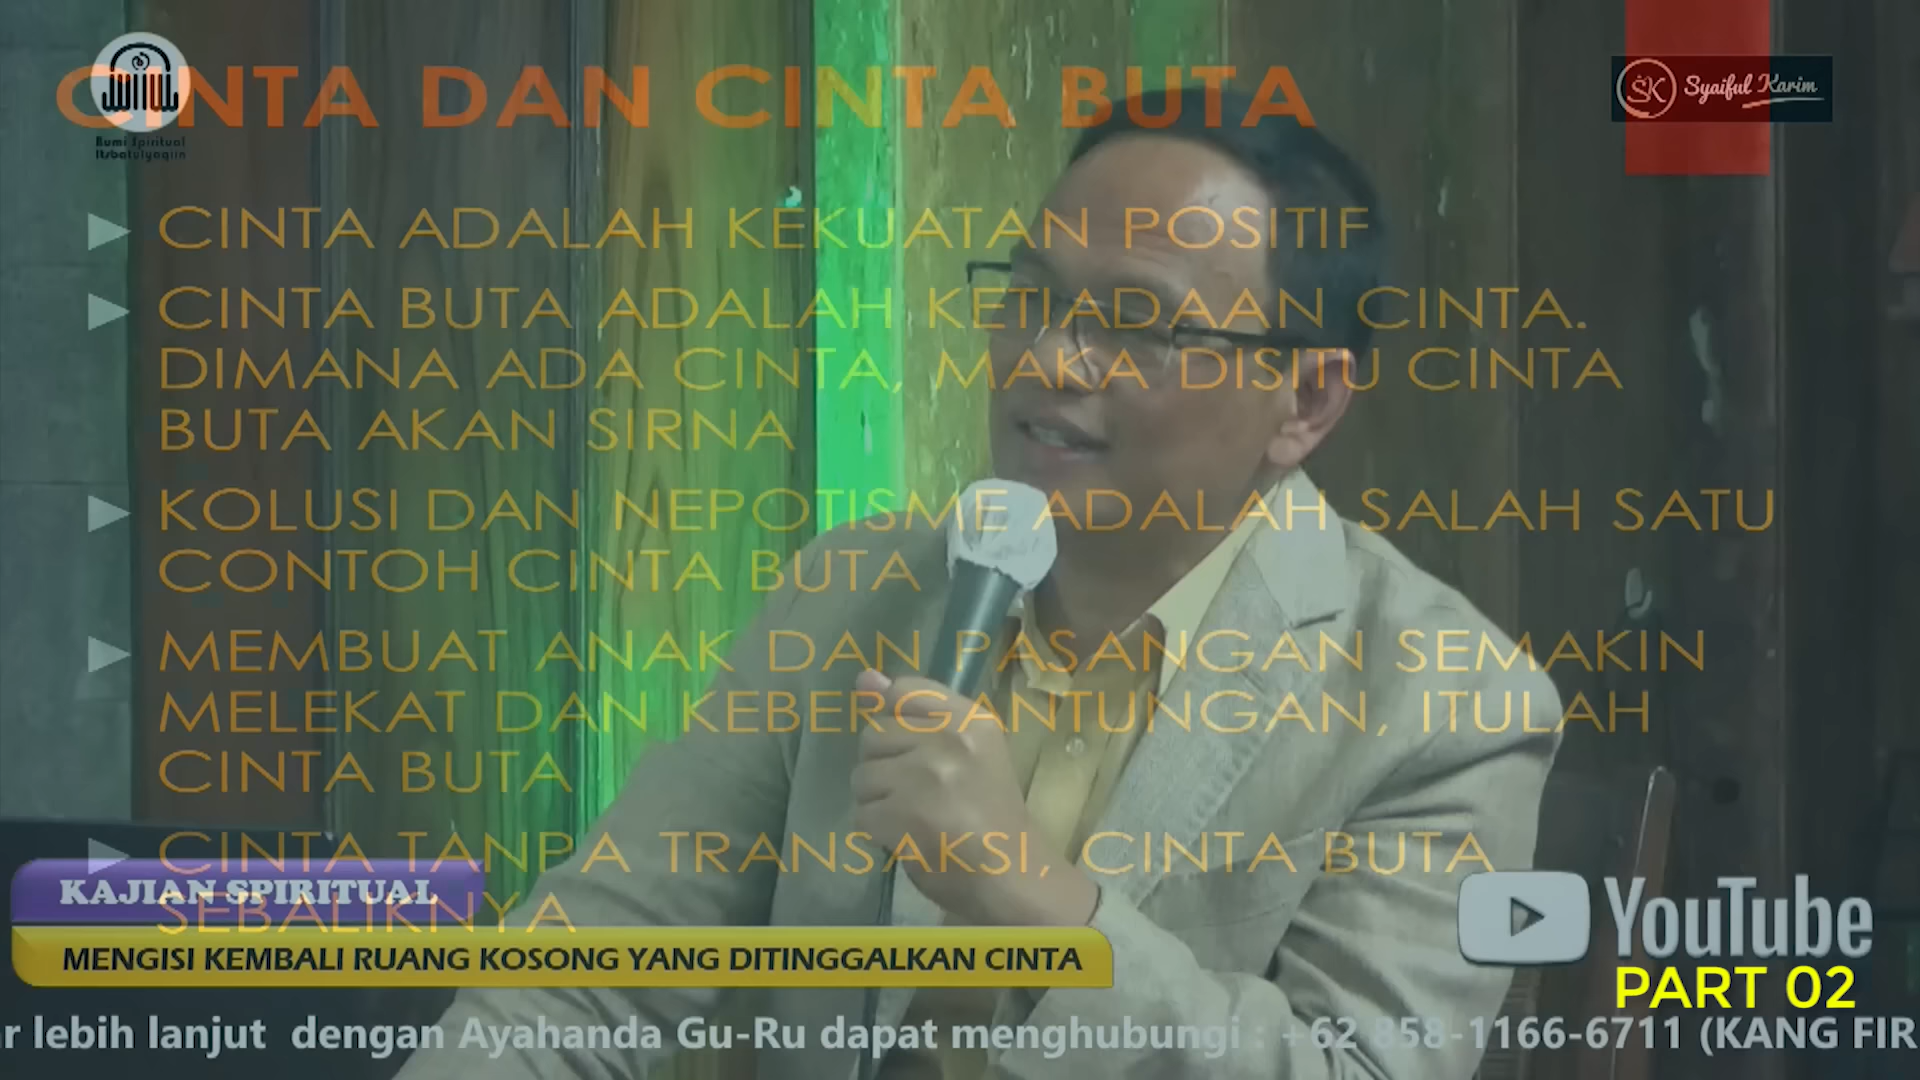 CINTA DAN CINTA BUTA
Bumi Spiritual
Itsbatulyaqiin
SK Syaiful Karim
CINTA ADALAH KEKUATAN POSITIF
CINTA BUTA ADALAH KETIADAAN CINTA.
DIMANA ADA CINTA, MAKA DISITU CINTA
BUTA AKAN SIRNA
KOLUSI DAN NEPOTISME ADALAH SALAH SATU
CONTOH CINTA BUTA
MEMBUAT ANAK DAN PASANGAN SEMAKIN
MELEKAT DAN KEBERGANTUNGAN, ITULAH
CINTA BUTA
CINTA TANPA TRANSAKSI, CINTA BUTA
SEBALIKNYA
KAJIAN SPIRITUAL
MENGISI KEMBALI RUANG KOSONG YANG DITINGGALKAN CINTA
YouTube
PART 02
r lebih lanjut dengan Ayahanda Gu-Ru dapat menghubungi : +62 858-1166-6711 (KANG FIR